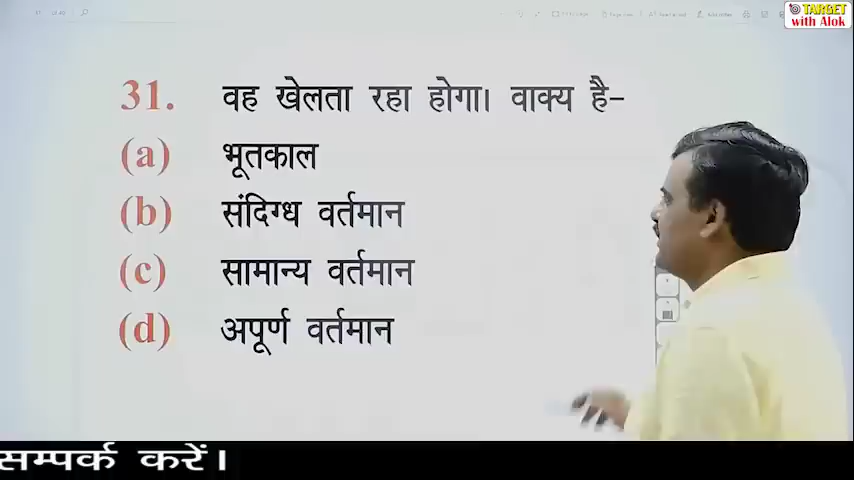 TARGET
with Alok
31. वह खेलता रहा होगा। वाक्य है–
(a) भूतकाल
(b) संदिग्ध वर्तमान
(c) सामान्य वर्तमान
(d) अपूर्ण वर्तमान
सम्पर्क करें।